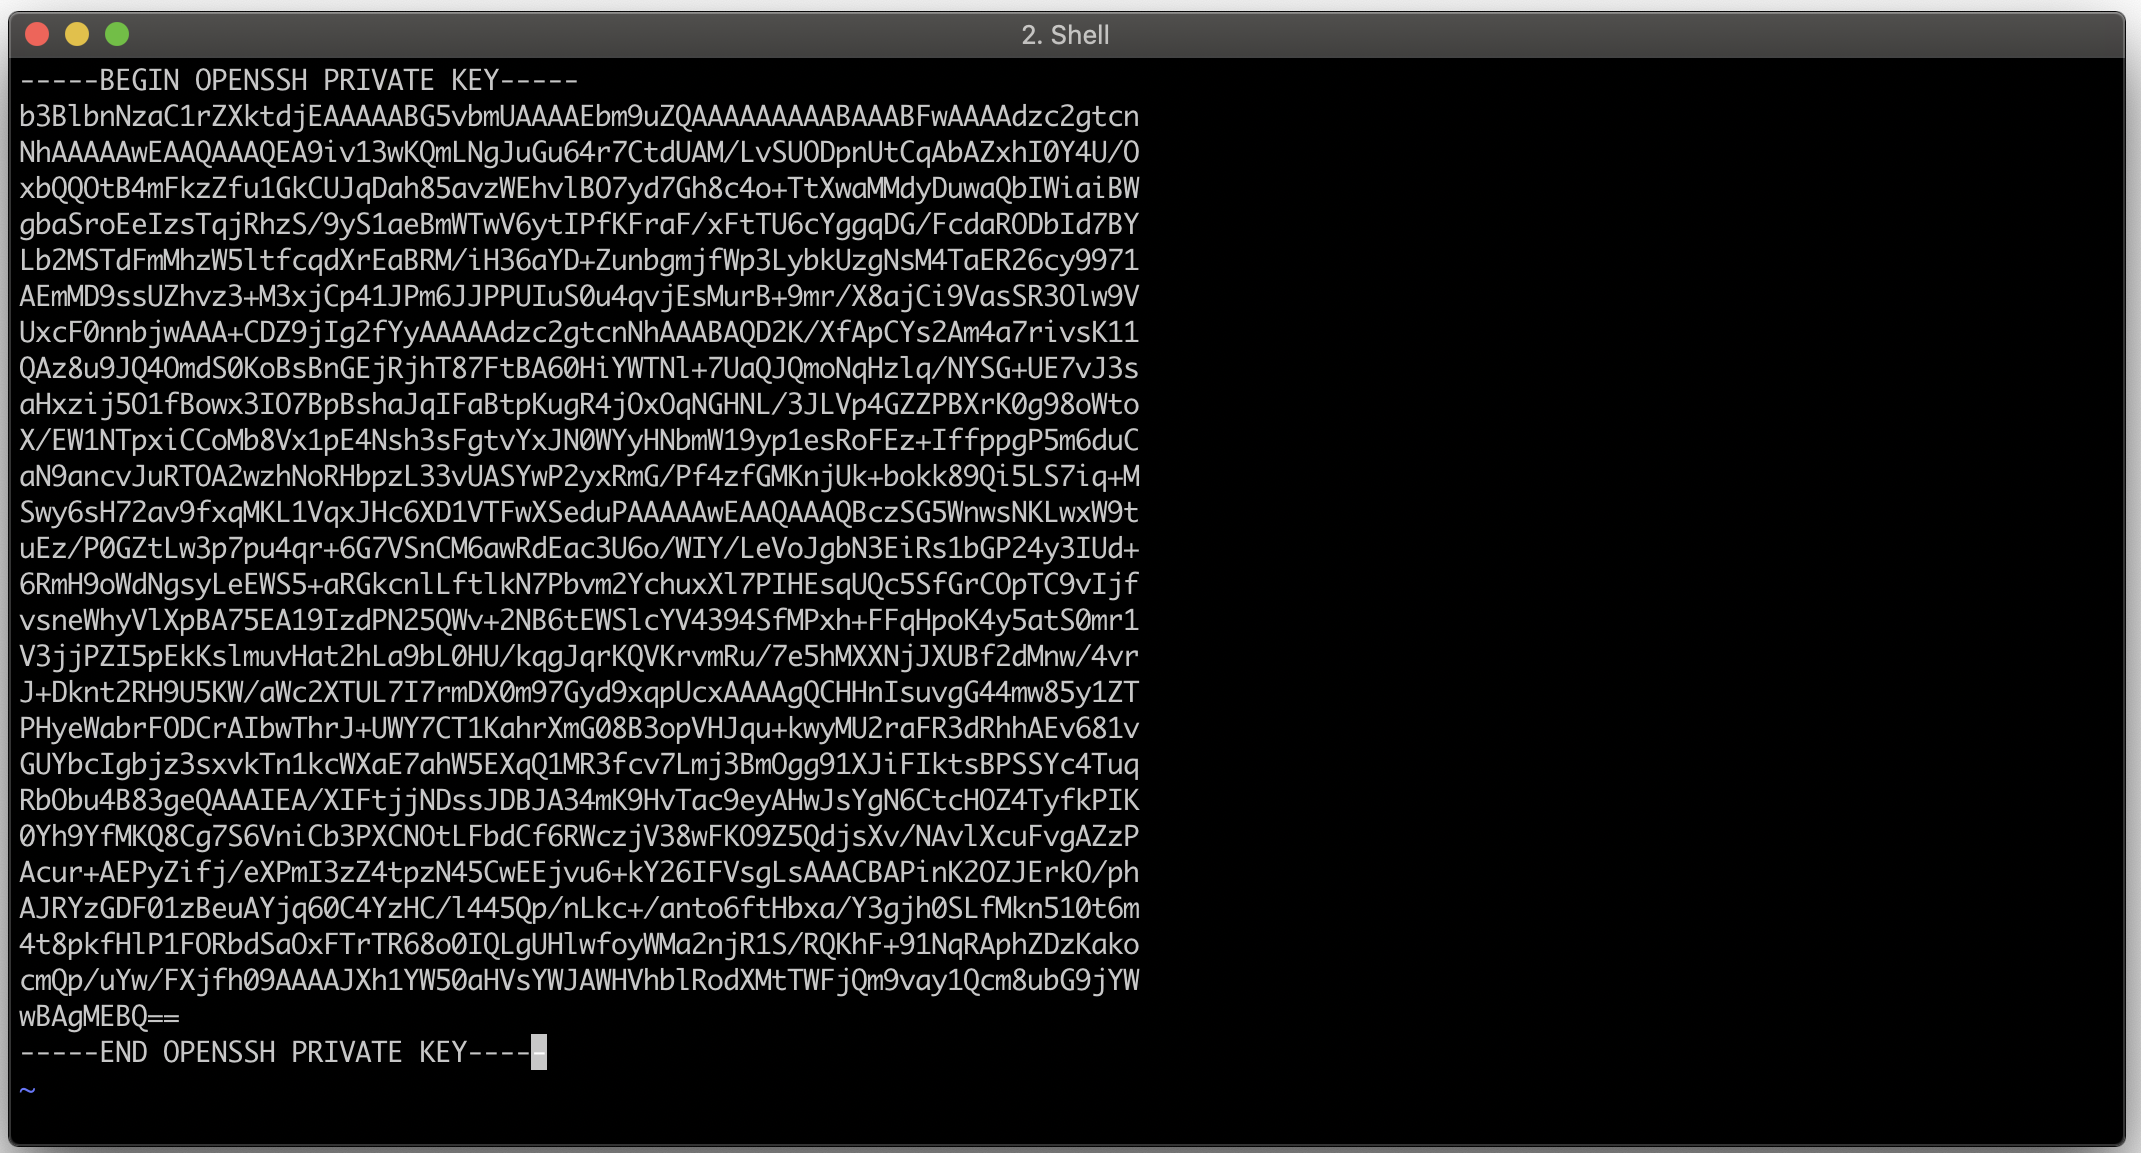 2. Shell
-----BEGIN OPENSSH PRIVATE KEY-----
b3BlbnNzaC1rZXktdjEAAAAABG5vbmUAAAAEbm9uZQAAAAAAAAABAAABFwAAAAdzc2gtcn
NhAAAAAwEAAQAAAQEA9iv13wKQmLNgJuGu64r7CtdUAM/LvSUODpnUtCqAbAZxhI0Y4U/O
xbQQOtB4mFkzZfu1GkCUJqDah85avzWEhvlBO7yd7Gh8c4o+TtXwaMMdyDuwaQbIWiaiBW
gbaSroEeIzsTqjRhzS/9yS1aeBmWTwV6ytIPfKFraF/xFtTU6cYggqDG/FcdaRODbId7BY
Lb2MSTdFmMhzW5ltfcqdXrEaBRM/iH36aYD+ZunbgmjfWp3LybkUzgNsM4TaER26cy9971
AEmMD9ssUZhvz3+M3xjCp41JPm6JJPPUIuS0u4qvjEsMurB+9mr/X8ajCi9VasSR3Olw9V
UxcF0nnbjwAAA+CDZ9jIg2fYyAAAAAdzc2gtcnNhAAABAQD2K/XfApCYs2Am4a7rivsK11
QAz8u9JQ4OmdS0KoBsBnGEjRjhT87FtBA60HiYWTNl+7UaQJQmoNqHzlq/NYSG+UE7vJ3s
aHxzij5O1fBowx3IO7BpBshaJqIFaBtpKugR4jOxOqNGHNL/3JLVp4GZZPBXrK0g98oWto
X/EW1NTpxiCCoMb8Vx1pE4Nsh3sFgtvYxJN0WYyHNbmW19yp1esRoFEz+IffppgP5m6duC
aN9ancvJuRTOA2wzhNoRHbpzL33vUASYwP2yxRmG/Pf4zfGMKnjUk+bokk89Qi5LS7iq+M
Swy6sH72av9fxqMKL1VqxJHc6XD1VTFwXSeduPAAAAAwEAAQAAAQBczSG5WnwsNKLwxW9t
uEz/P0GZtLw3p7pu4qr+6G7VSnCM6awRdEac3U6o/WIY/LeVoJgbN3EiRs1bGP24y3IUd+
6RmH9oWdNgsyLeEWS5+aRGkcnlLftlkN7Pbvm2YchuxXl7PIHEsqUQc5SfGrCOpTC9vIjf
vsneWhyVlXpBA75EA19IzdPN25QWv+2NB6tEWSlcYV4394SfMPxh+FFqHpoK4y5atS0mr1
V3jjPZI5pEkKslmuvHat2hLa9bL0HU/kqgJqrKQVKrvmRu/7e5hMXXNjJXUBf2dMnw/4vr
J+Dknt2RH9U5KW/aWc2XTUL7I7rmDX0m97Gyd9xqpUcxAAAAgQCHHnIsuvgG44mw85y1ZT
PHyeWabrFODCrAIbwThrJ+UWY7CT1KahrXmG08B3opVHJqu+kwyMU2raFR3dRhhAEv681v
GUYbcIgbjz3sxvkTn1kcWXaE7ahW5EXqQ1MR3fcv7Lmj3BmOgg91XJiFIktsBPSSYc4Tuq
RbObu4B83geQAAAIEA/XIFtjjNDssJDBJA34mK9HvTac9eyAHwJsYgN6CtcHOZ4TyfkPIK
0Yh9YfMKQ8Cg7S6VniCb3PXCNOtLFbdCf6RWczjV38wFKO9Z5QdjsXv/NAvlXcuFvgAZzP
Acur+AEPyZifj/eXPmI3zZ4tpzN45CwEEjvu6+kY26IFVsgLsAAACBAPinK2OZJErkO/ph
AJRYzGDF01zBeuAYjq60C4YzHC/l445Qp/nLkc+/anto6ftHbxa/Y3gjh0SLfMkn510t6m
4t8pkfHlP1FORbdSaOxFTrTR68o0IQLgUHlwfoyWMa2njR1S/RQKhF+91NqRAphZDzKako
cmQp/uYw/FXjfh09AAAAJXh1YW50aHVsYWJAWHVhblRodXMtTWFjQm9vay1Qcm8ubG9jYW
wBAgMEBQ==
-----END OPENSSH PRIVATE KEY-----
~